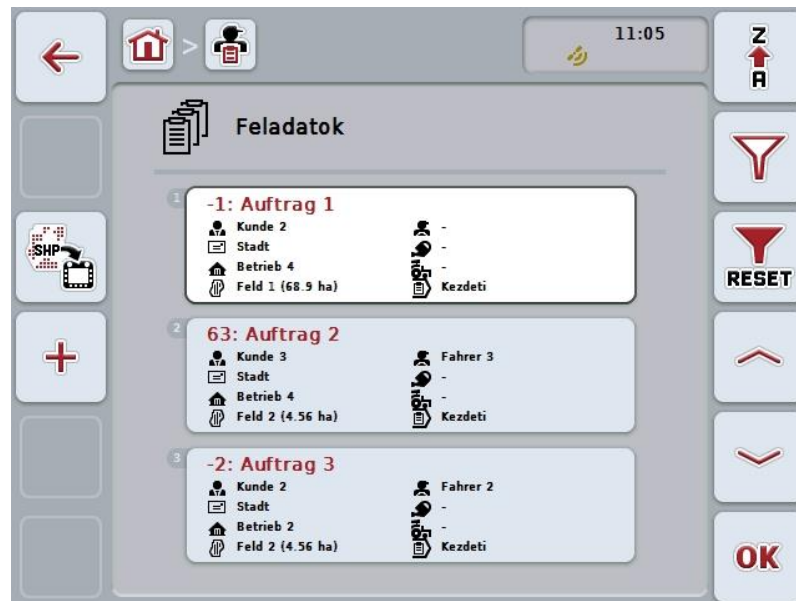 11:05
Z
A
Feladatok
SHP
RESET
1
-1: Auftrag 1
Kunde 2 -
Stadt -
Betrieb 4 -
Feld 1 (68.9 ha) Kezdeti
2
63: Auftrag 2
Kunde 3 Fahrer 3
Stadt -
Betrieb 4 -
Feld 2 (4.56 ha) Kezdeti
3
-2: Auftrag 3
Kunde 2 Fahrer 2
Stadt -
Betrieb 2 -
Feld 2 (4.56 ha) Kezdeti
OK